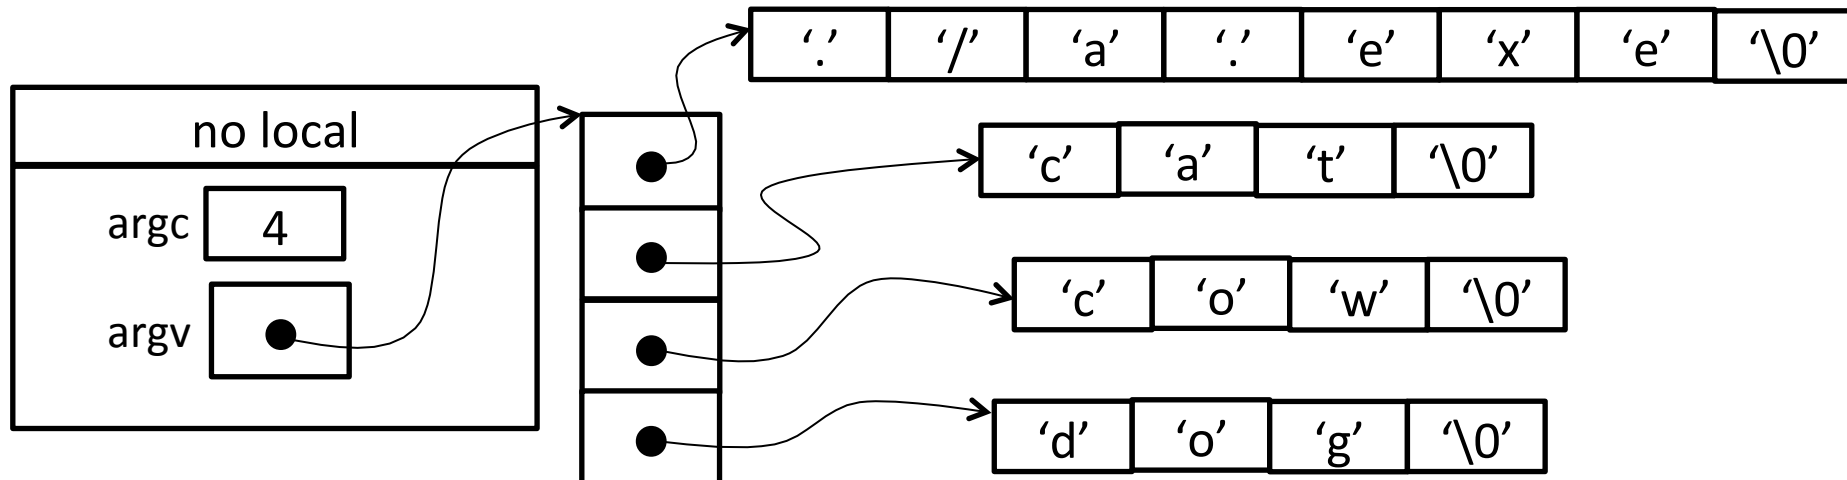 ‘.’ ‘/’ ‘a’ ‘.’ ‘e’ ‘x’ ‘e’ ‘\0’
no local
‘c’ ‘a’ ‘t’ ‘\0’
argc 4
‘c’ ‘o’ ‘w’ ‘\0’
argv
‘d’ ‘o’ ‘g’ ‘\0’